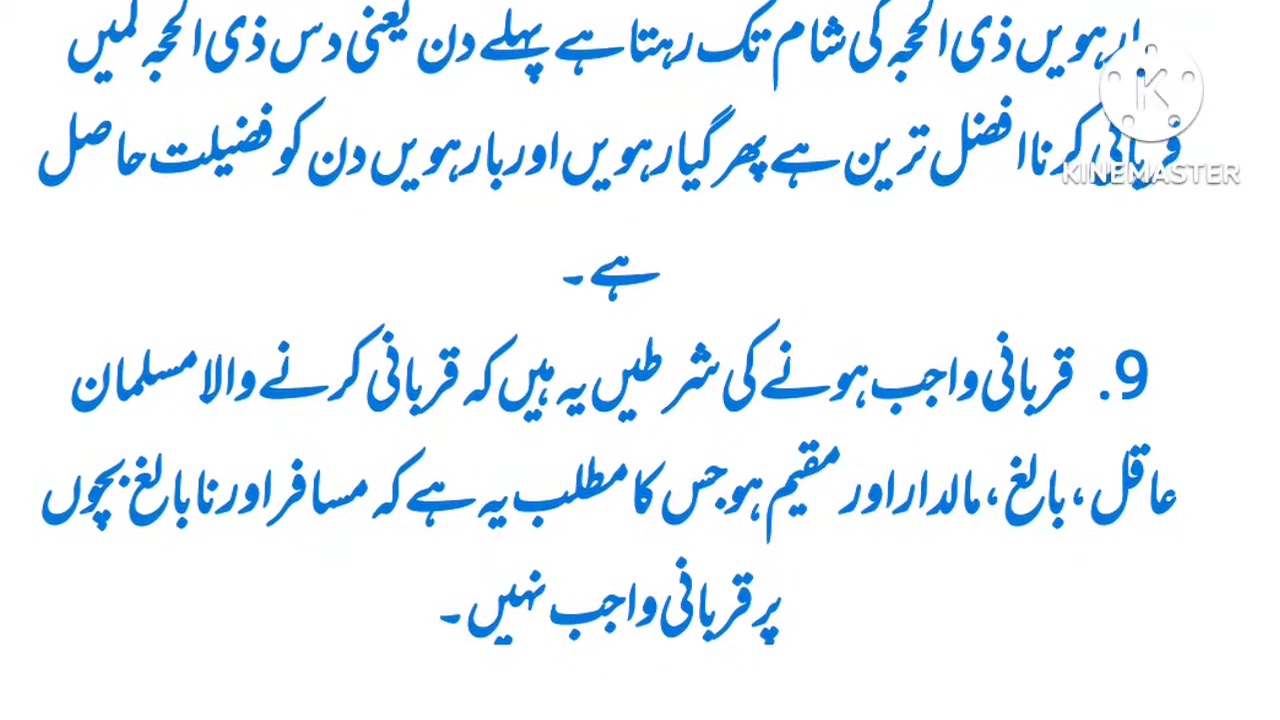 بارہویں ذی الحجہ کی شام تک رہتا ہے پہلے دن یعنی دس ذی الحجہ کمیں
قربانی کرنا افضل ترین ہے پھر گیارہویں اور بارہویں دن کو فضیلت حاصل
ہے۔
9. قربانی واجب ہونے کی شرطیں یہ ہیں کہ قربانی کرنے والا مسلمان
عاقل، بالغ، مالدار اور مقیم ہو جس کا مطلب یہ ہے کہ مسافر اور نابالغ بچوں
پر قربانی واجب نہیں۔
K
KINEMASTER